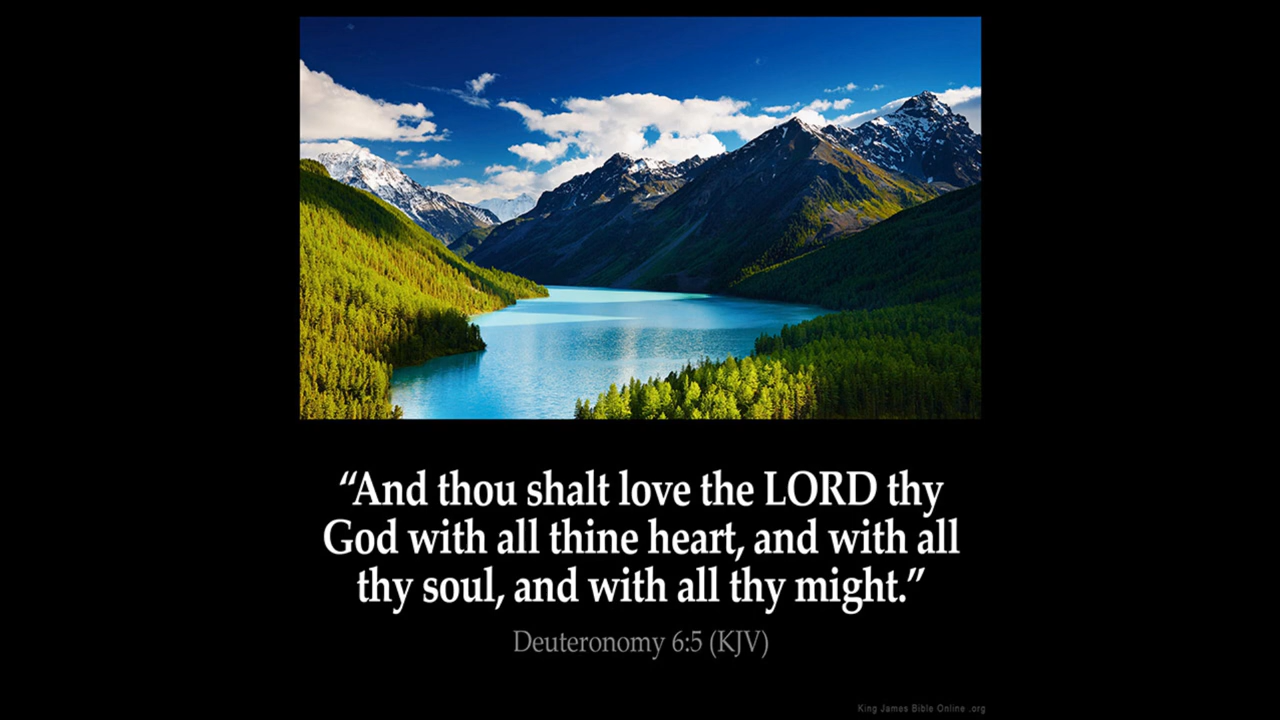 “And thou shalt love the LORD thy
God with all thine heart, and with all
thy soul, and with all thy might.”
Deuteronomy 6:5 (KJV)
King James Bible Online .org